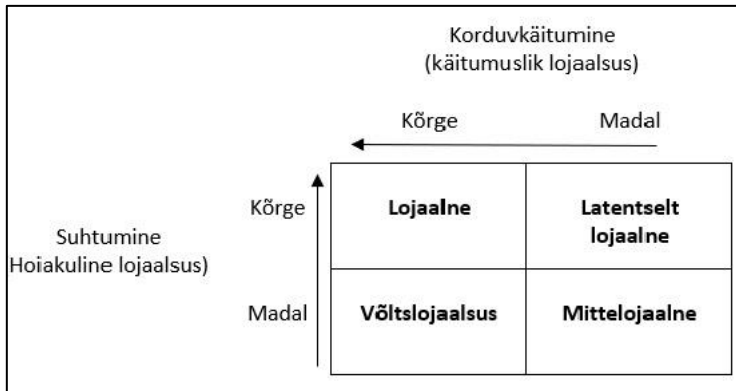 Korduvkäitumine
(käitumuslik lojaalsus)
Kõrge Madal
Kõrge Lojaalne Latentselt
lojaalne
Suhtumine
Hoiakuline lojaalsus)
Madal Võltslojaalsus Mittelojaalne